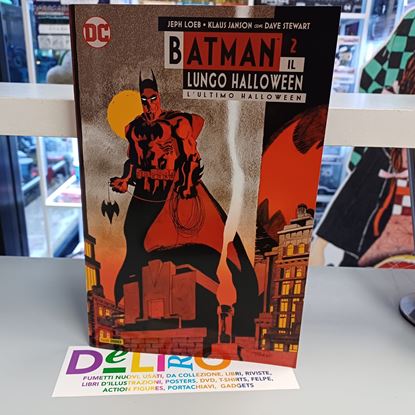 DC
JEPH LOEB • KLAUS JANSON CON DAVE STEWART
BATMAN 2
IL
LUNGO HALLOWEEN
L'ULTIMO HALLOWEEN
DeLiRio
FUMETTI NUOVI, USATI, DA COLLEZIONE, LIBRI, RIVISTE,
LIBRI D'ILLUSTRAZIONI, POSTERS, DVD, T-SHIRTS, FELPE,
ACTION FIGURES, PORTACHIAVI, GADGETS